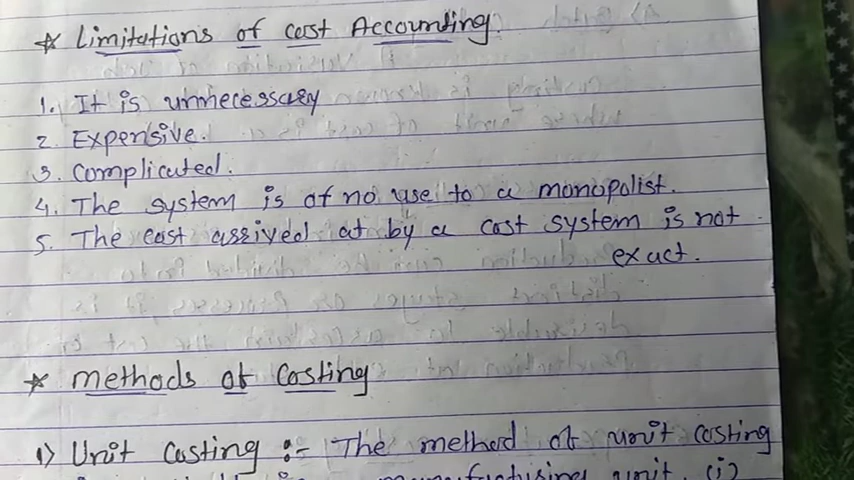 * Limitations of cost Accounting.
1. It is unnecessary
2. Expensive.
3. Complicated.
4. The system is of no use to a monopolist.
5. The cost arrived at by a cost system is not
exact.
* methods of Costing
1) Unit Costing :- The method of unit costing
unit. (i)